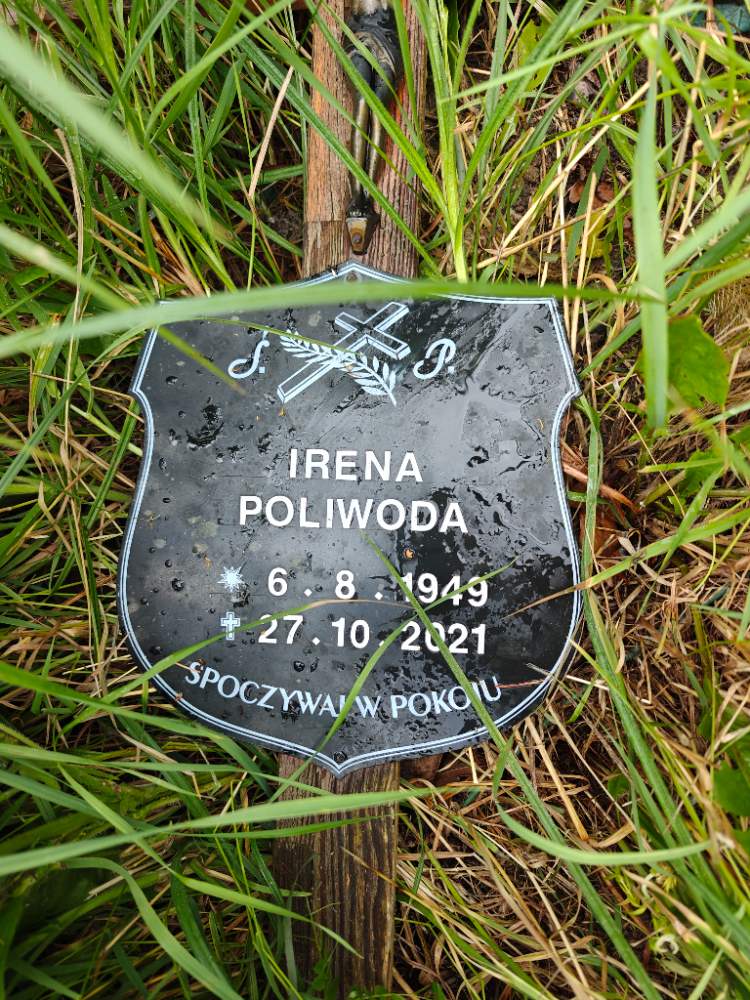 Ś. P.
IRENA
POLIWODA
6.8.1949
27.10.2021
SPOCZYWAJ W POKOJU